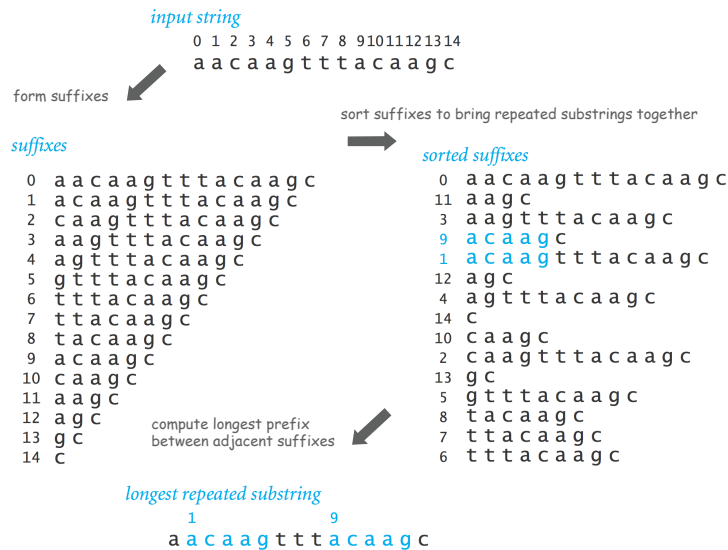 input string
0 1 2 3 4 5 6 7 8 9 10 11 12 13 14
a a c a a g t t t a c a a g c
form suffixes
sort suffixes to bring repeated substrings together
suffixes
0 a a c a a g t t t a c a a g c
1 a c a a g t t t a c a a g c
2 c a a g t t t a c a a g c
3 a a g t t t a c a a g c
4 a g t t t a c a a g c
5 g t t t a c a a g c
6 t t t a c a a g c
7 t t a c a a g c
8 t a c a a g c
9 a c a a g c
10 c a a g c
11 a a g c
12 a g c
13 g c
14 c
sorted suffixes
0 a a c a a g t t t a c a a g c
11 a a g c
3 a a g t t t a c a a g c
9 a c a a g c
1 a c a a g t t t a c a a g c
12 a g c
4 a g t t t a c a a g c
14 c
10 c a a g c
2 c a a g t t t a c a a g c
13 g c
5 g t t t a c a a g c
8 t a c a a g c
7 t t a c a a g c
6 t t t a c a a g c
compute longest prefix
between adjacent suffixes
longest repeated substring
1 9
a a c a a g t t t a c a a g c